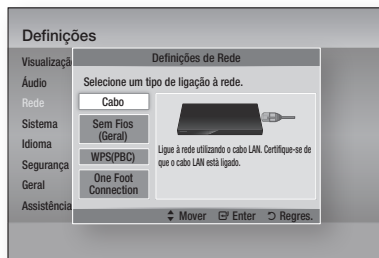 Definições
Definições de Rede
Visualizaçã
Áudio
Rede
Sistema
Idioma
Segurança
Geral
Assistência
Selecione um tipo de ligação à rede.
Cabo
Sem Fios
(Geral)
WPS(PBC)
One Foot
Connection
Ligue à rede utilizando o cabo LAN. Certifique-se de
que o cabo LAN está ligado.
Mover Enter Regres.